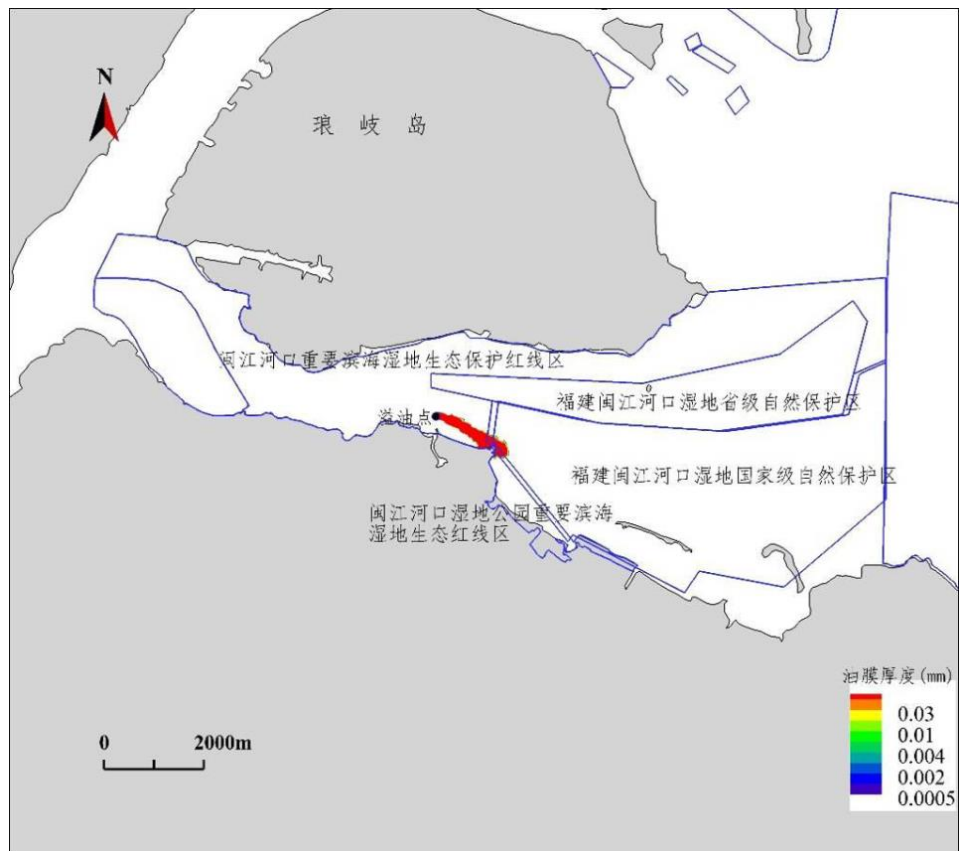 N
琅岐岛
闽江河口重要滨海湿地生态保护红线区
福建闽江河口湿地省级自然保护区
溢油点
福建闽江河口湿地国家级自然保护区
闽江河口湿地公园重要滨海
湿地生态红线区
油膜厚度(mm)
0.03
0.01
0.004
0.002
0.0005
0 2000m